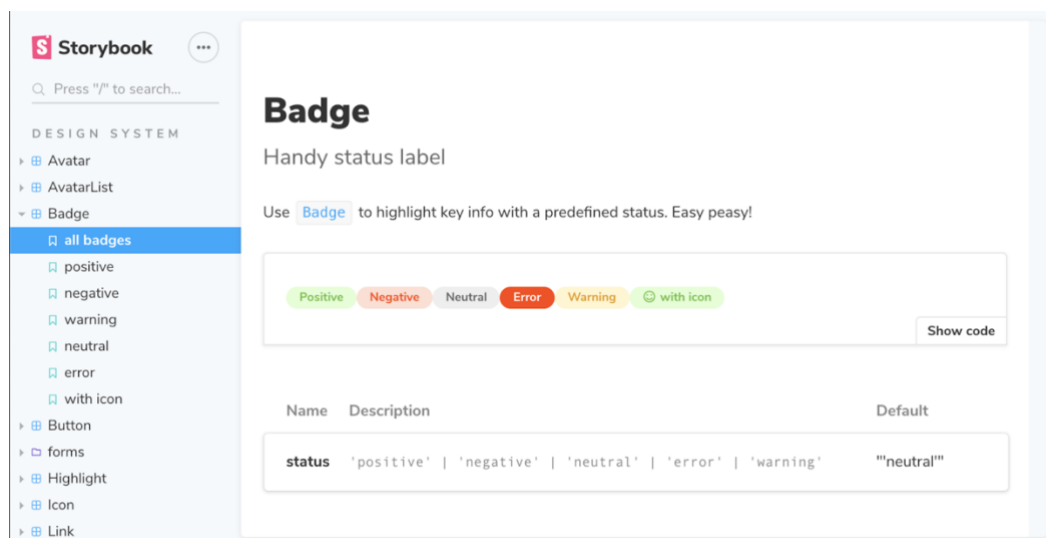 Storybook
Press "/" to search...
DESIGN SYSTEM
Avatar
AvatarList
Badge
all badges
positive
negative
warning
neutral
error
with icon
Button
forms
Highlight
Icon
Link
Badge
Handy status label
Use Badge to highlight key info with a predefined status. Easy peasy!
Positive Negative Neutral Error Warning with icon
Show code
Name Description Default
status 'positive' | 'negative' | 'neutral' | 'error' | 'warning' "'neutral'"